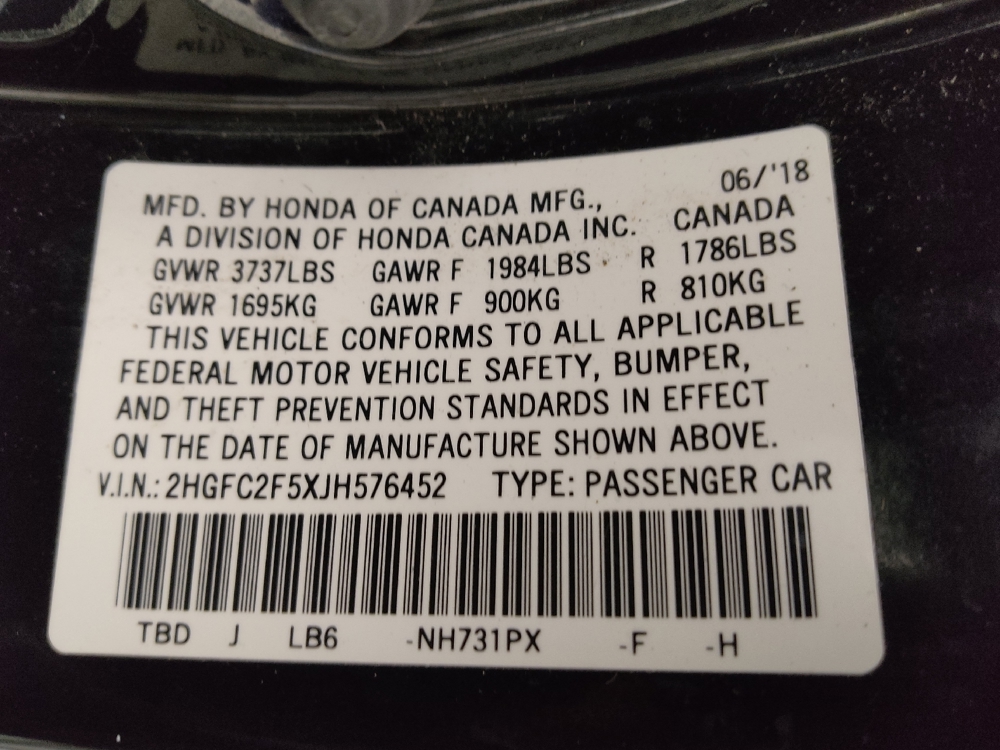 06/'18
MFD. BY HONDA OF CANADA MFG.,
A DIVISION OF HONDA CANADA INC. CANADA
GVWR 3737LBS GAWR F 1984LBS R 1786LBS
GVWR 1695KG GAWR F 900KG R 810KG
THIS VEHICLE CONFORMS TO ALL APPLICABLE
FEDERAL MOTOR VEHICLE SAFETY, BUMPER,
AND THEFT PREVENTION STANDARDS IN EFFECT
ON THE DATE OF MANUFACTURE SHOWN ABOVE.
V.I.N.: 2HGFC2F5XJH576452 TYPE: PASSENGER CAR
TBD J LB6 -NH731PX -F -H